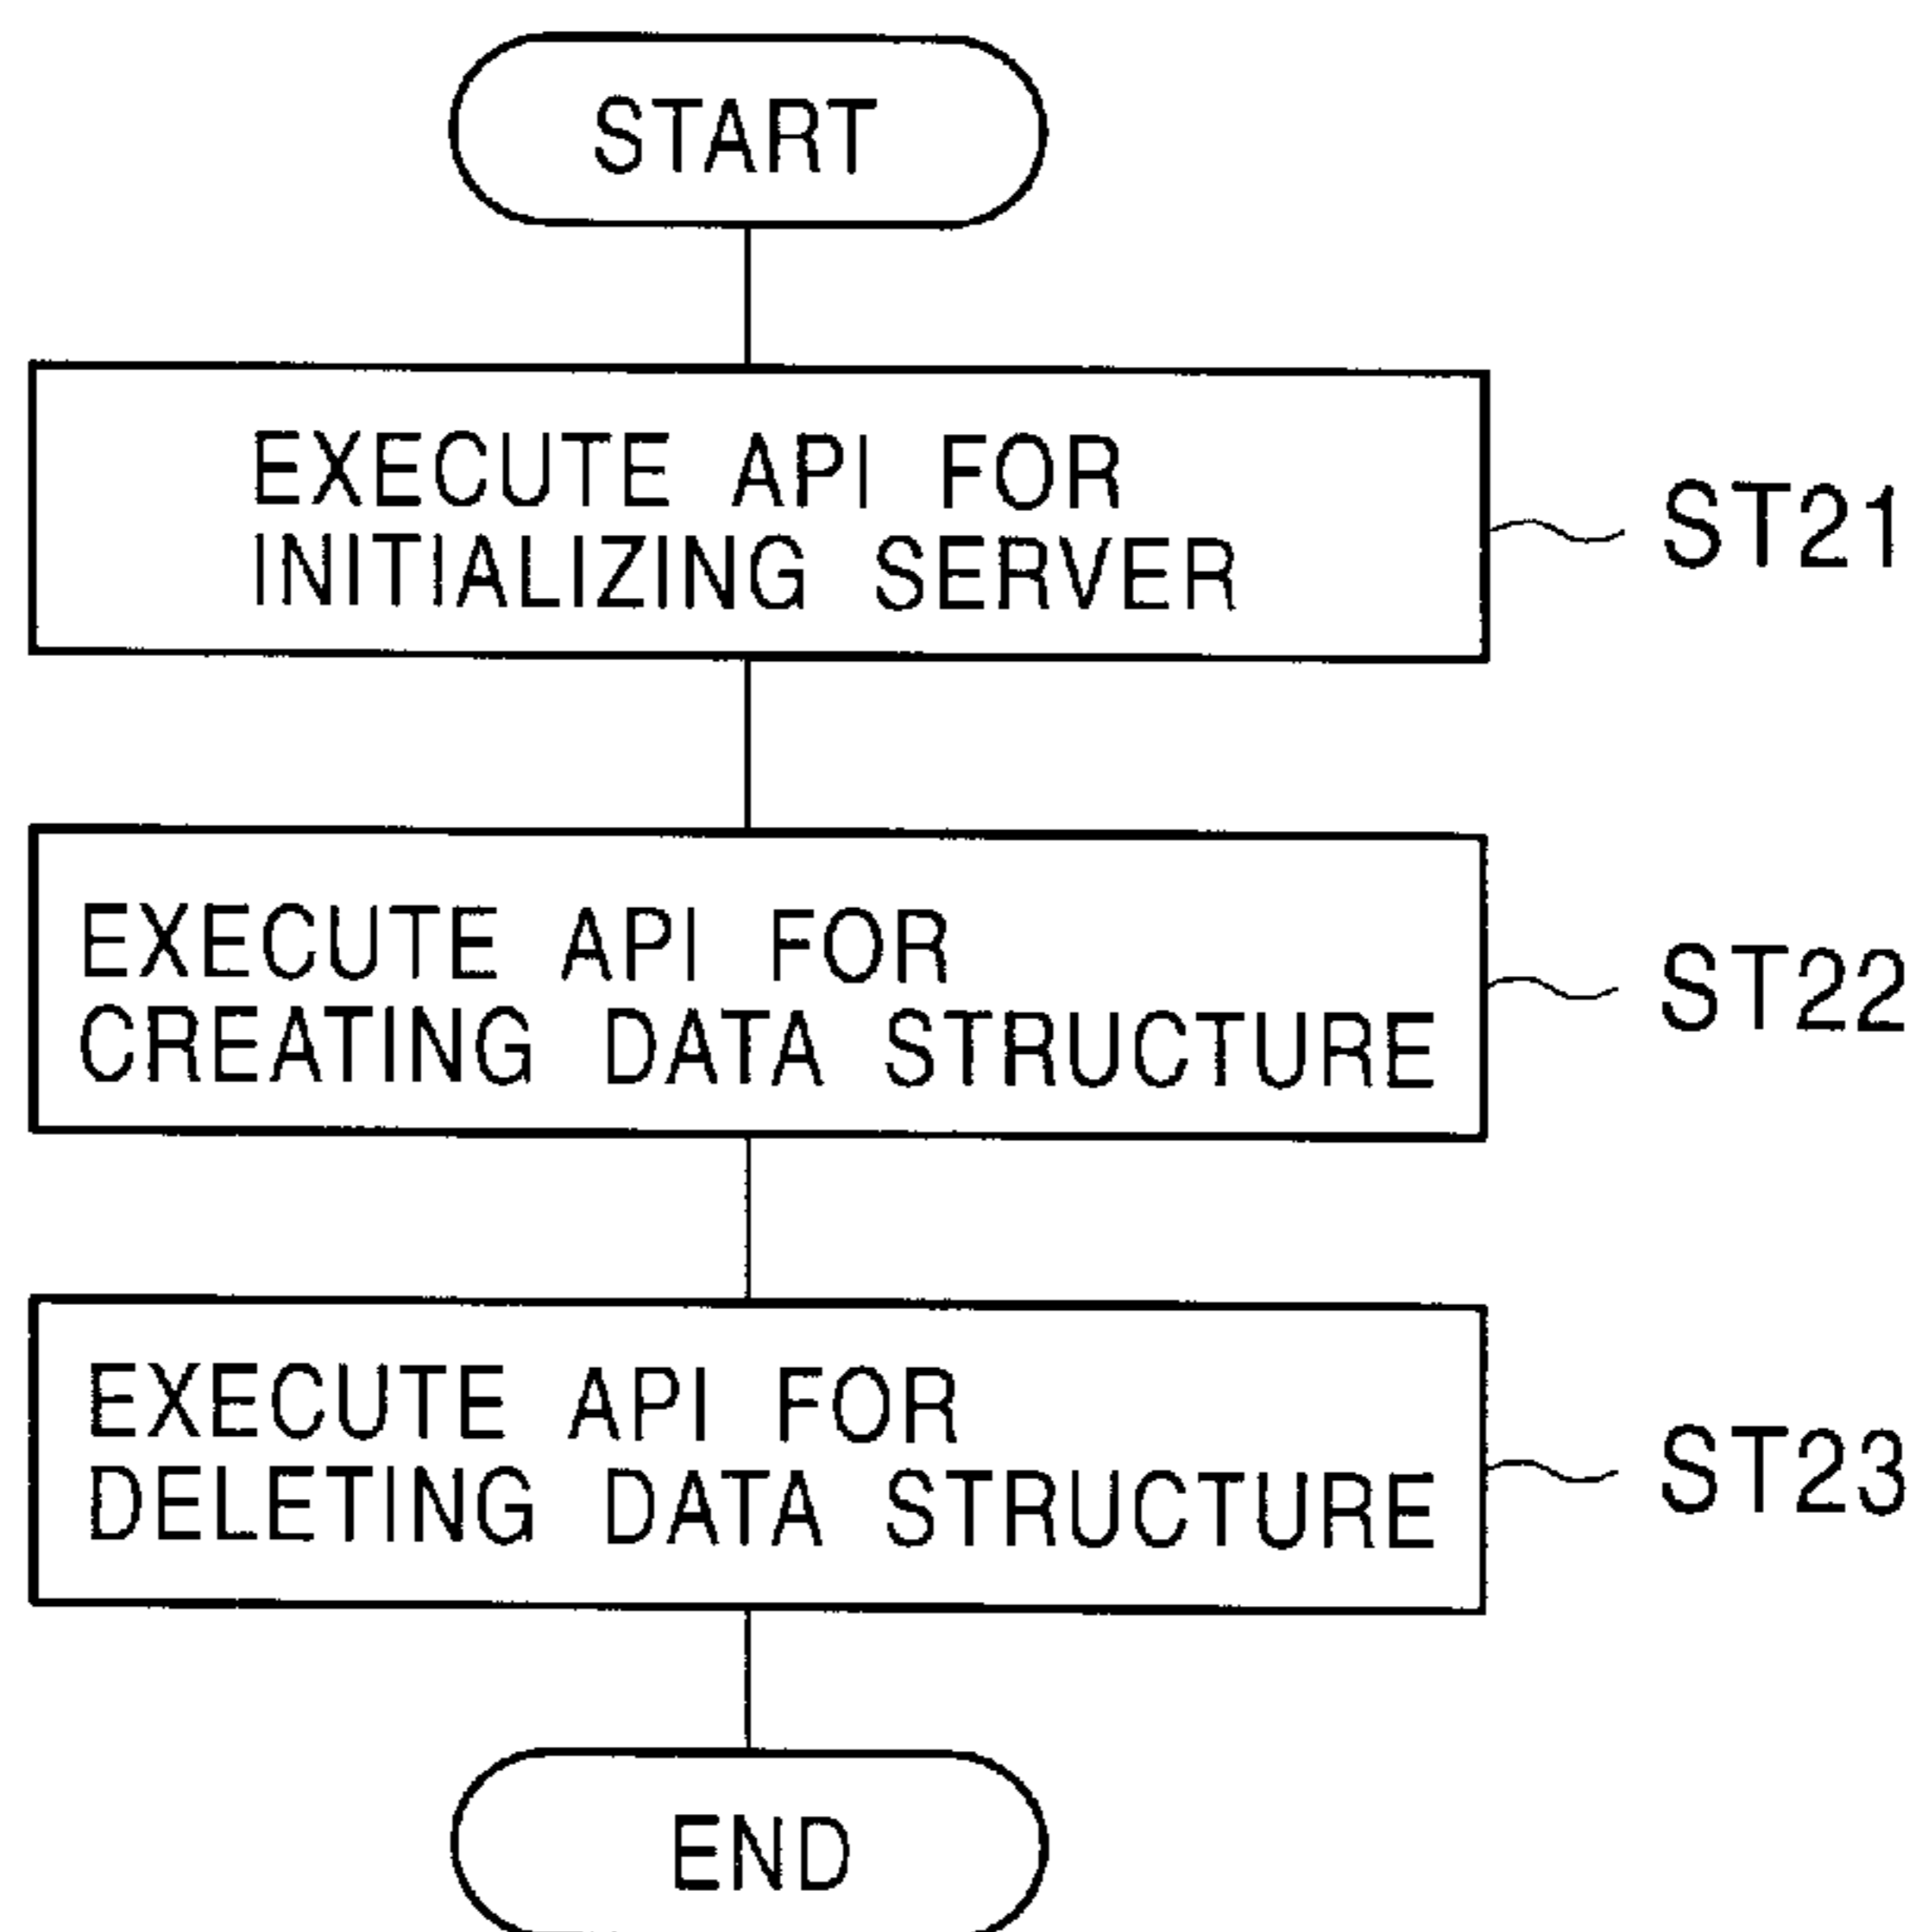 START
EXECUTE API FOR
INITIALIZING SERVER
ST21
EXECUTE API FOR
CREATING DATA STRUCTURE
ST22
EXECUTE API FOR
DELETING DATA STRUCTURE
ST23
END